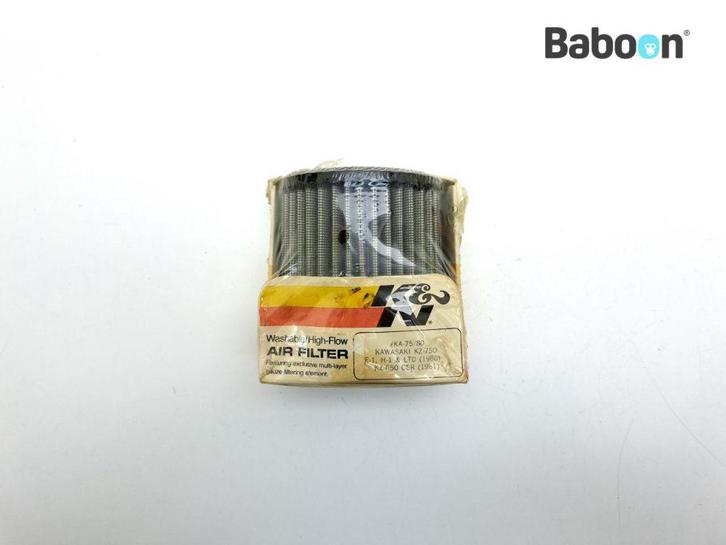 Baboon®
K&N®
Washable/High-Flow
AIR FILTER
Featuring exclusive multi-layer
gauze filtering element.
KA-75/80
KAWASAKI KZ-750
E-1, H-1 & LTD (1980)
KZ-650 CSR (1981)